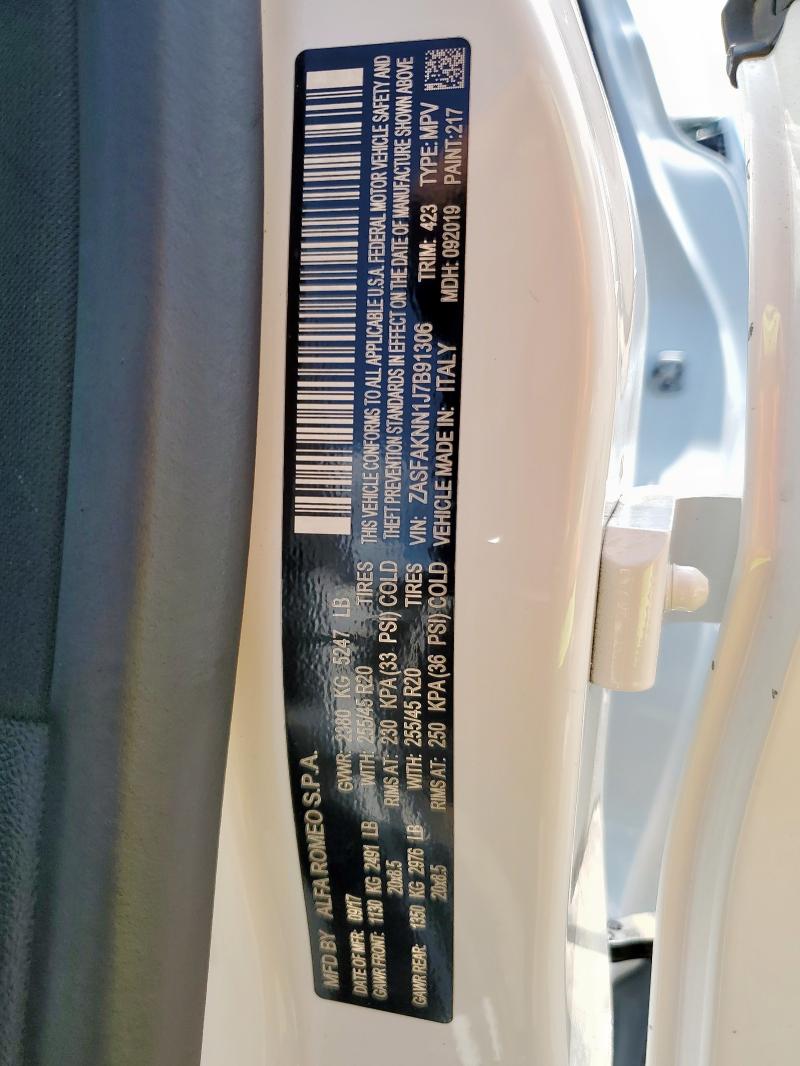 MFD BY ALFA ROMEO S.P.A.
DATE OF MFR: 09/17 GVWR: 2380 KG 5247 LB
GAWR FRONT: 1130 KG 2491 LB WITH: 255/45 R20 TIRES
20x8.5 RIMS AT: 230 KPA (33 PSI) COLD
GAWR REAR: 1350 KG 2976 LB WITH: 255/45 R20 TIRES
20x8.5 RIMS AT: 250 KPA (36 PSI) COLD
THIS VEHICLE CONFORMS TO ALL APPLICABLE U.S.A. FEDERAL MOTOR VEHICLE SAFETY AND
THEFT PREVENTION STANDARDS IN EFFECT ON THE DATE OF MANUFACTURE SHOWN ABOVE
VIN: ZASFAKNN1J7B91306 TRIM: 423 TYPE: MPV
VEHICLE MADE IN: ITALY MDH: 092019 PAINT: 217